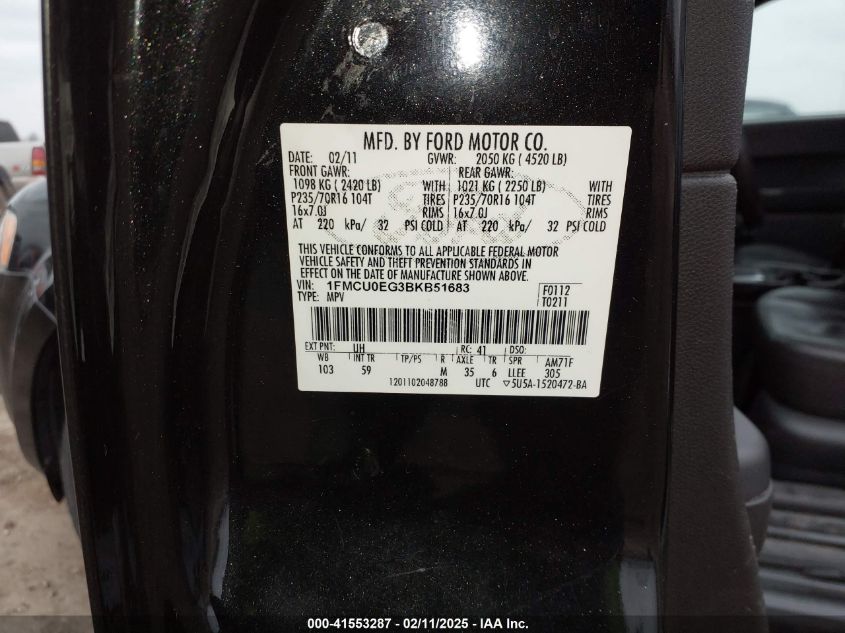 MFD. BY FORD MOTOR CO.
DATE: 02/11 GVWR: 2050 KG (4520 LB)
FRONT GAWR: REAR GAWR:
1098 KG (2420 LB) WITH 1021 KG (2250 LB) WITH
P235/70R16 104T TIRES P235/70R16 104T TIRES
16x7.0J RIMS 16x7.0J RIMS
AT 220 kPa/ 32 PSI COLD AT 220 kPa/ 32 PSI COLD
THIS VEHICLE CONFORMS TO ALL APPLICABLE FEDERAL MOTOR
VEHICLE SAFETY AND THEFT PREVENTION STANDARDS IN
EFFECT ON THE DATE OF MANUFACTURE SHOWN ABOVE.
VIN: 1FMCU0EG3BKB51683 F0112
TYPE: MPV T0211
EXT PNT: UH RC: 41 DSO:
WB INT TR TP/PS R AXLE TR SPR AM71F
103 59 M 35 6 LLEE 305
1201102048788 UTC ▽5U5A-1520472-BA
000-41553287 - 02/11/2025 - IAA Inc.